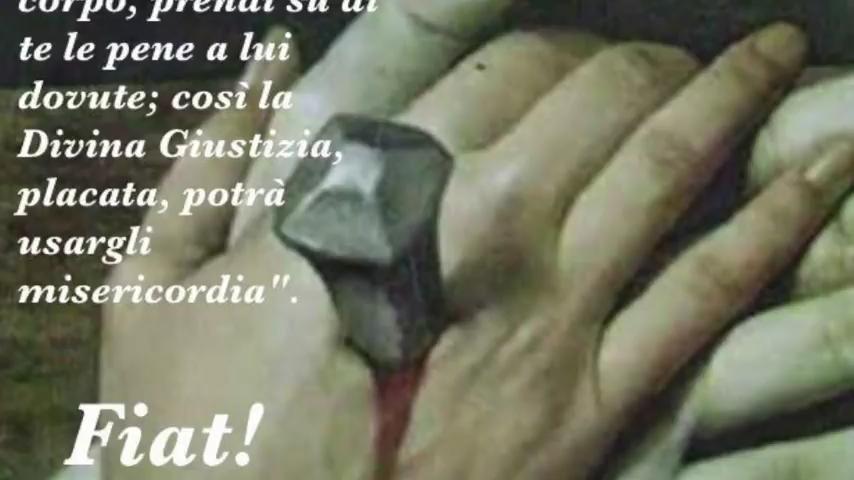 corpo, prendi su di
te le pene a lui
dovute; così la
Divina Giustizia,
placata, potrà
usargli
misericordia".
Fiat!